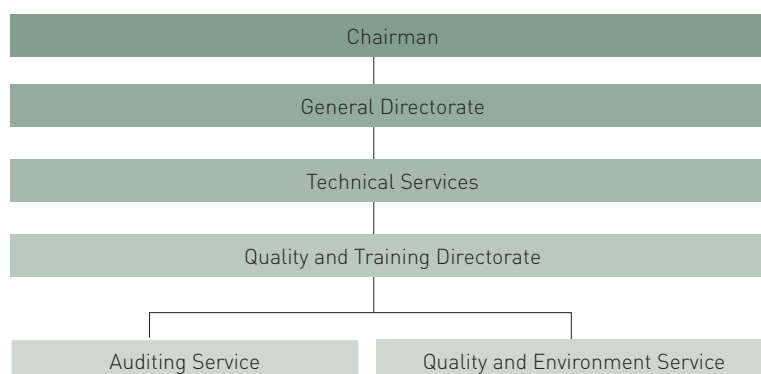 Chairman
General Directorate
Technical Services
Quality and Training Directorate
Auditing Service
Quality and Environment Service